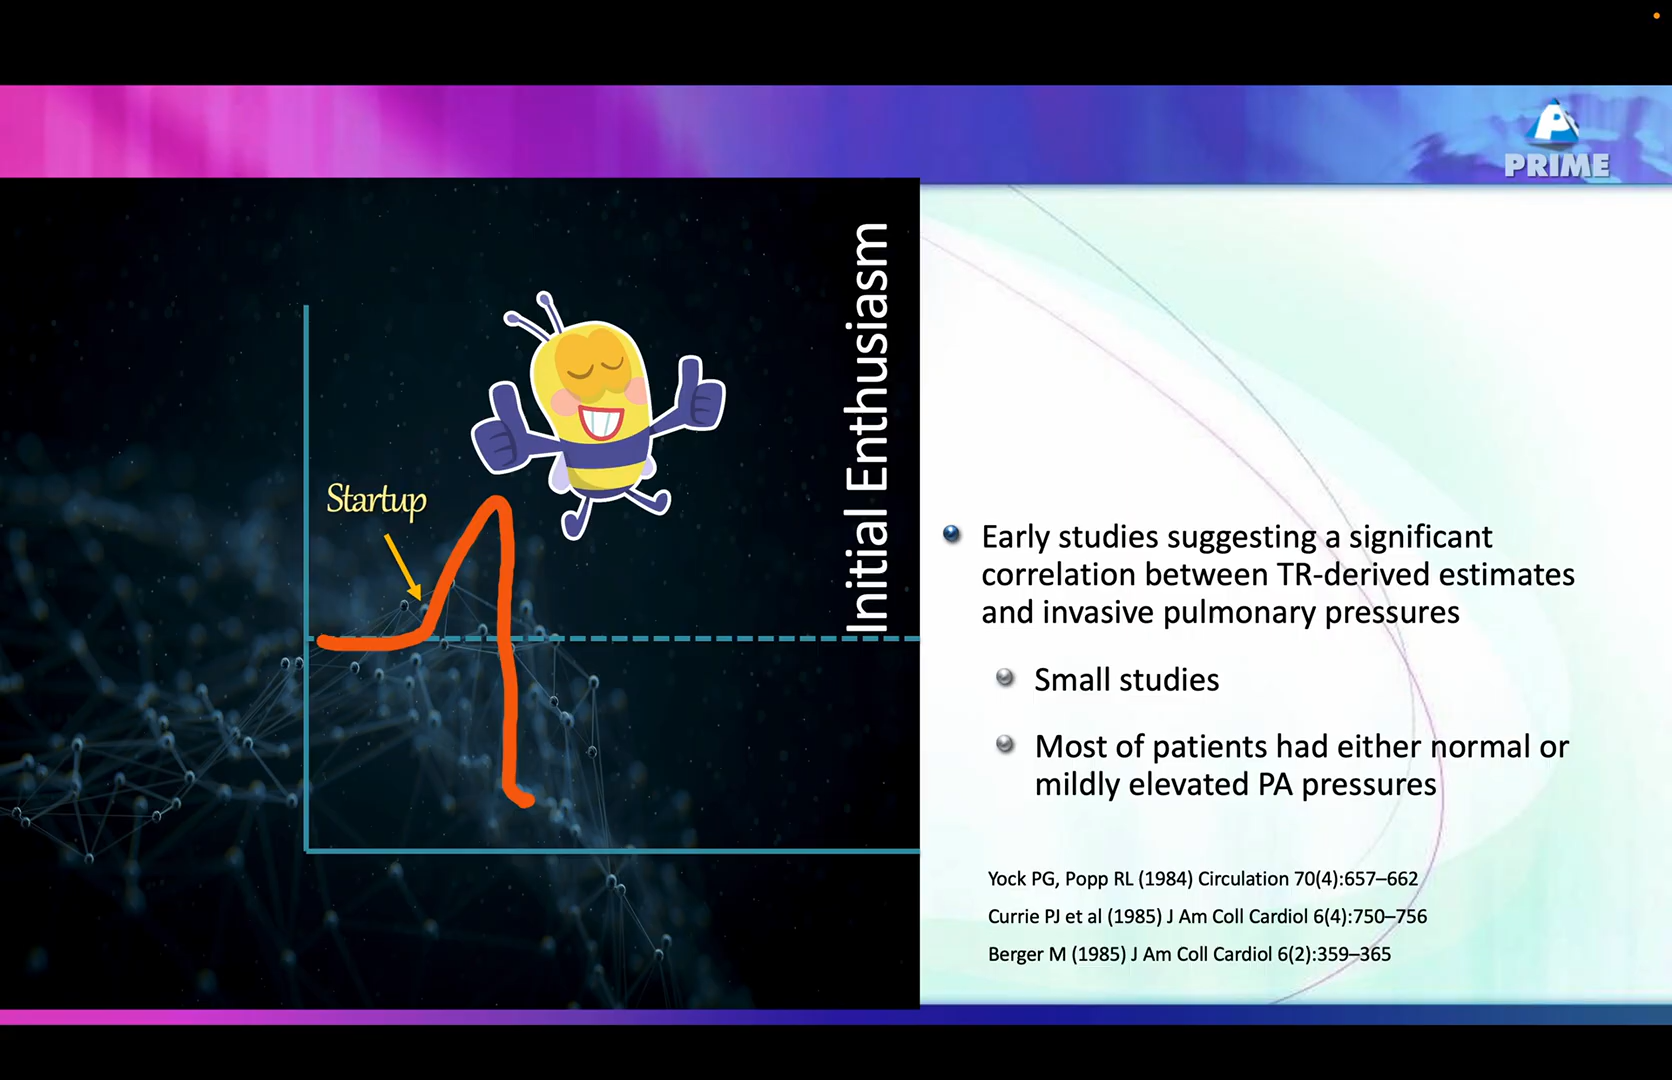 PRIME
Initial Enthusiasm
Startup
Early studies suggesting a significant
correlation between TR-derived estimates
and invasive pulmonary pressures
Small studies
Most of patients had either normal or
mildly elevated PA pressures
Yock PG, Popp RL (1984) Circulation 70(4):657–662
Currie PJ et al (1985) J Am Coll Cardiol 6(4):750–756
Berger M (1985) J Am Coll Cardiol 6(2):359–365